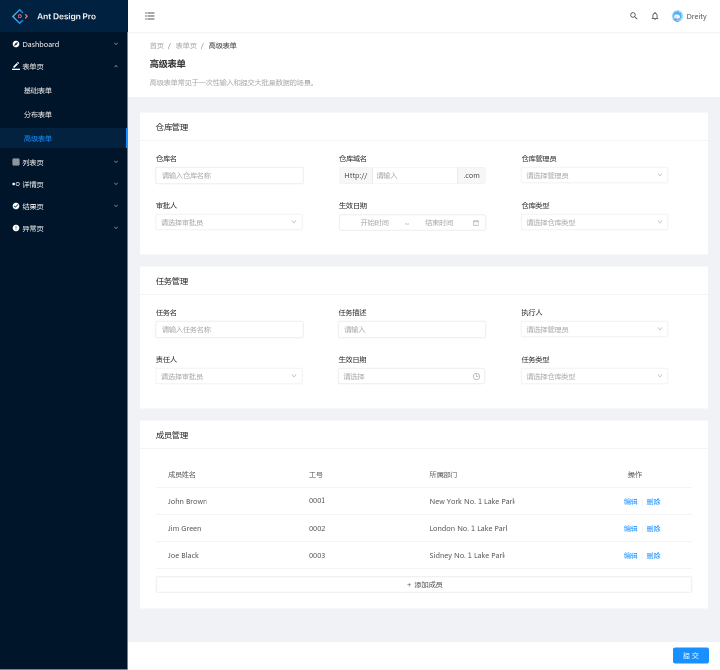 Ant Design Pro
Dreity
Dashboard
表单页
基础表单
分布表单
高级表单
列表页
详情页
结果页
异常页
首页 / 表单页 / 高级表单
高级表单
高级表单常见于一次性输入和提交大批量数据的场景。
仓库管理
仓库名 仓库域名 仓库管理员
请输入仓库名称 Http:// 请输入 .com 请选择管理员
审批人 生效日期 仓库类型
请选择审批员 开始时间 ~ 结束时间 请选择仓库类型
任务管理
任务名 任务描述 执行人
请输入任务名称 请输入 请选择管理员
责任人 生效日期 任务类型
请选择审批员 请选择 请选择仓库类型
成员管理
成员姓名 工号 所属部门 操作
John Brown 0001 New York No. 1 Lake Park 编辑 删除
Jim Green 0002 London No. 1 Lake Park 编辑 删除
Joe Black 0003 Sidney No. 1 Lake Park 编辑 删除
+ 添加成员
提 交